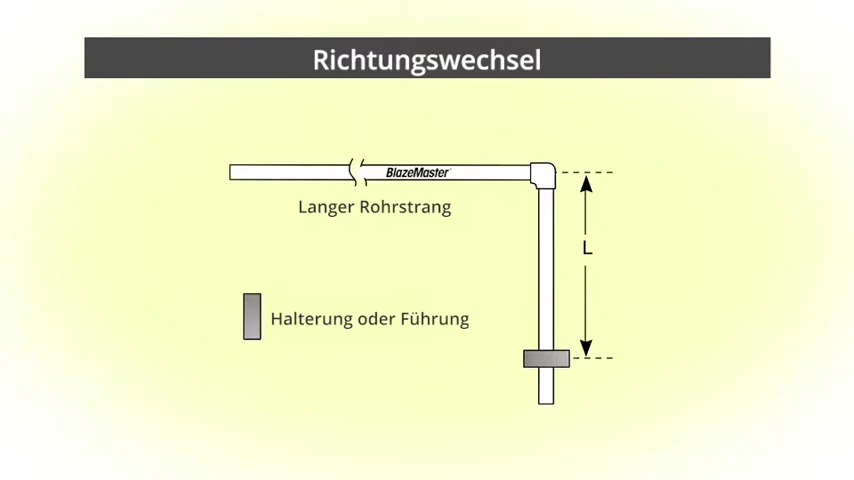 Richtungswechsel
BlazeMaster
Langer Rohrstrang
L
Halterung oder Führung